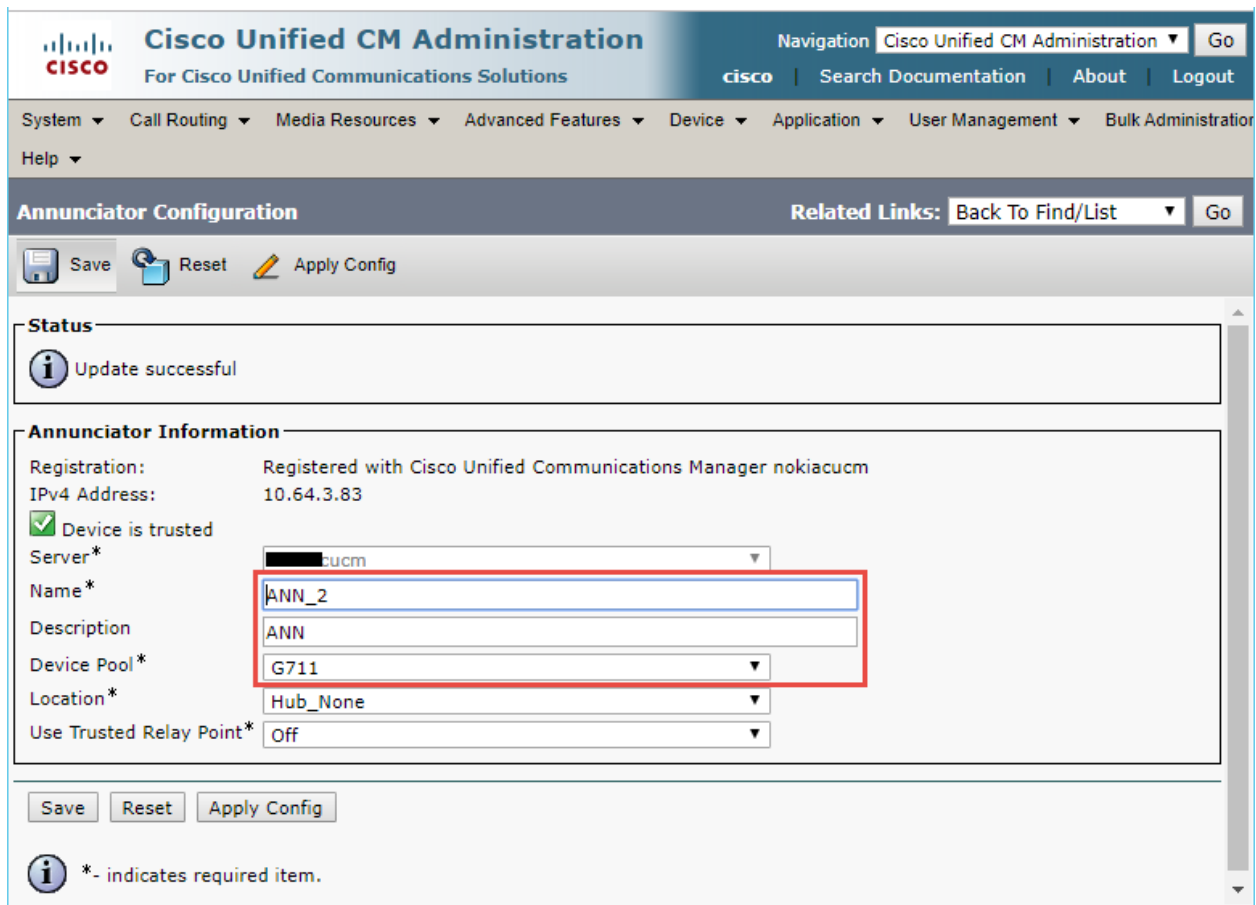 Cisco Unified CM Administration
Navigation Cisco Unified CM Administration Go
CISCO
For Cisco Unified Communications Solutions
cisco | Search Documentation | About | Logout
System Call Routing Media Resources Advanced Features Device Application User Management Bulk Administration
Help
Annunciator Configuration Related Links: Back To Find/List Go
Save Reset Apply Config
Status
Update successful
Annunciator Information
Registration: Registered with Cisco Unified Communications Manager nokiacucm
IPv4 Address: 10.64.3.83
Device is trusted
Server* cucm
Name* ANN_2
Description ANN
Device Pool* G711
Location* Hub_None
Use Trusted Relay Point* Off
Save Reset Apply Config
*- indicates required item.